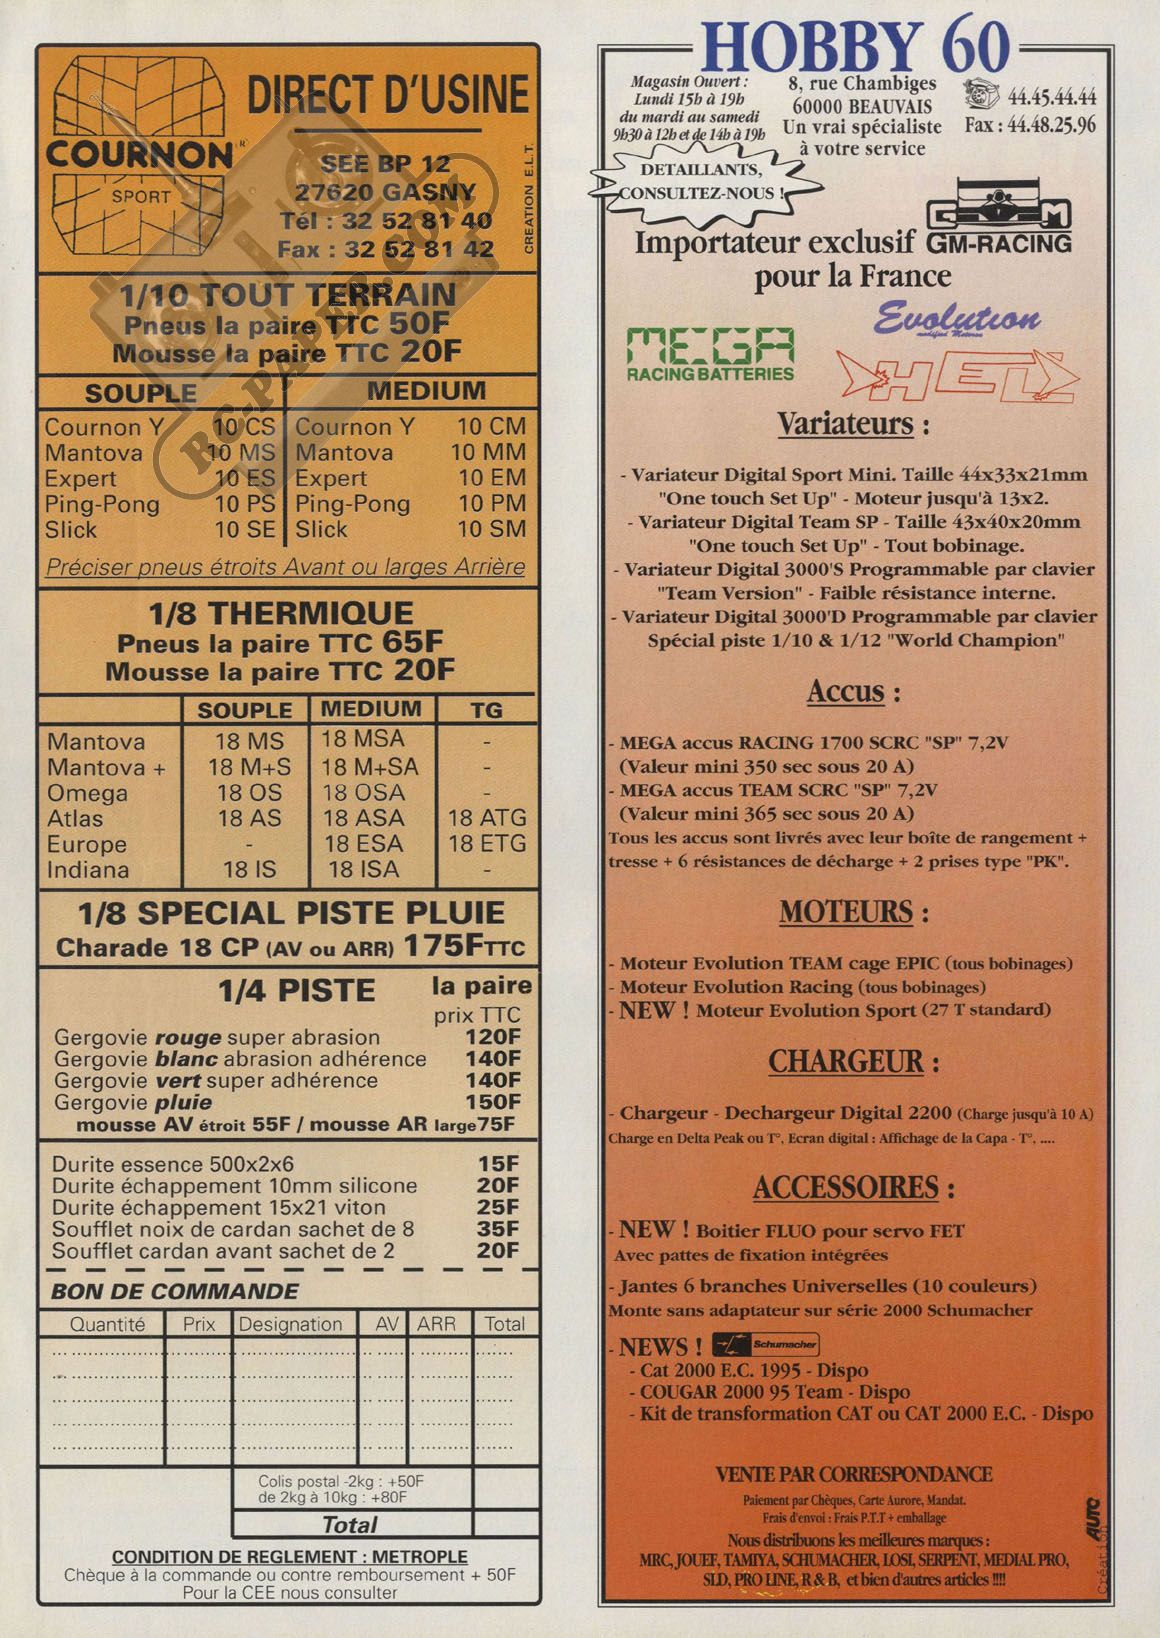 COURNON ®
SPORT
DIRECT D'USINE
SEE BP 12
27620 GASNY
Tél : 32 52 81 40
Fax : 32 52 81 42
CREATION E.L.T.
1/10 TOUT TERRAIN
Pneus la paire TTC 50F
Mousse la paire TTC 20F
SOUPLE MEDIUM
Cournon Y 10 CS Cournon Y 10 CM
Mantova 10 MS Mantova 10 MM
Expert 10 ES Expert 10 EM
Ping-Pong 10 PS Ping-Pong 10 PM
Slick 10 SE Slick 10 SM
Préciser pneus étroits Avant ou larges Arrière
1/8 THERMIQUE
Pneus la paire TTC 65F
Mousse la paire TTC 20F
SOUPLE MEDIUM TG
Mantova 18 MS 18 MSA -
Mantova + 18 M+S 18 M+SA -
Omega 18 OS 18 OSA -
Atlas 18 AS 18 ASA 18 ATG
Europe - 18 ESA 18 ETG
Indiana 18 IS 18 ISA -
1/8 SPECIAL PISTE PLUIE
Charade 18 CP (AV ou ARR) 175F TTC
1/4 PISTE la paire
prix TTC
Gergovie rouge super abrasion 120F
Gergovie blanc abrasion adhérence 140F
Gergovie vert super adhérence 140F
Gergovie pluie 150F
mousse AV étroit 55F / mousse AR large 75F
Durite essence 500x2x6 15F
Durite échappement 10mm silicone 20F
Durite échappement 15x21 viton 25F
Soufflet noix de cardan sachet de 8 35F
Soufflet cardan avant sachet de 2 20F
BON DE COMMANDE
Quantité Prix Designation AV ARR Total
Colis postal -2kg : +50F
de 2kg à 10kg : +80F
Total
CONDITION DE REGLEMENT : METROPLE
Chèque à la commande ou contre remboursement + 50F
Pour la CEE nous consulter
RC-PAPER.COM
HOBBY 60
Magasin Ouvert :
Lundi 15h à 19h
du mardi au samedi
9h30 à 12h et de 14h à 19h
8, rue Chambiges
60000 BEAUVAIS
Un vrai spécialiste
à votre service
44.45.44.44
Fax : 44.48.25.96
DETAILLANTS,
CONSULTEZ-NOUS !
Importateur exclusif GM-RACING
pour la France
MEGA
RACING BATTERIES
Evolution
modified Motoren
HEL
Variateurs :
- Variateur Digital Sport Mini. Taille 44x33x21mm
"One touch Set Up" - Moteur jusqu'à 13x2.
- Variateur Digital Team SP - Taille 43x40x20mm
"One touch Set Up" - Tout bobinage.
- Variateur Digital 3000'S Programmable par clavier
"Team Version" - Faible résistance interne.
- Variateur Digital 3000'D Programmable par clavier
Spécial piste 1/10 & 1/12 "World Champion"
Accus :
- MEGA accus RACING 1700 SCRC "SP" 7,2V
(Valeur mini 350 sec sous 20 A)
- MEGA accus TEAM SCRC "SP" 7,2V
(Valeur mini 365 sec sous 20 A)
Tous les accus sont livrés avec leur boîte de rangement +
tresse + 6 résistances de décharge + 2 prises type "PK".
MOTEURS :
- Moteur Evolution TEAM cage EPIC (tous bobinages)
- Moteur Evolution Racing (tous bobinages)
- NEW ! Moteur Evolution Sport (27 T standard)
CHARGEUR :
- Chargeur - Dechargeur Digital 2200 (Charge jusqu'à 10 A)
Charge en Delta Peak ou T°, Ecran digital : Affichage de la Capa - T°, ....
ACCESSOIRES :
- NEW ! Boitier FLUO pour servo FET
Avec pattes de fixation intégrées
- Jantes 6 branches Universelles (10 couleurs)
Monte sans adaptateur sur série 2000 Schumacher
- NEWS ! Schumacher
- Cat 2000 E.C. 1995 - Dispo
- COUGAR 2000 95 Team - Dispo
- Kit de transformation CAT ou CAT 2000 E.C. - Dispo
VENTE PAR CORRESPONDANCE
Paiement par Chèques, Carte Aurore, Mandat.
Frais d'envoi : Frais P.T.T + emballage
Nous distribuons les meilleures marques :
MRC, JOUEF, TAMIYA, SCHUMACHER, LOSI, SERPENT, MEDIAL PRO,
SLD, PRO LINE, R & B, et bien d'autres articles !!!!
Création AUTO